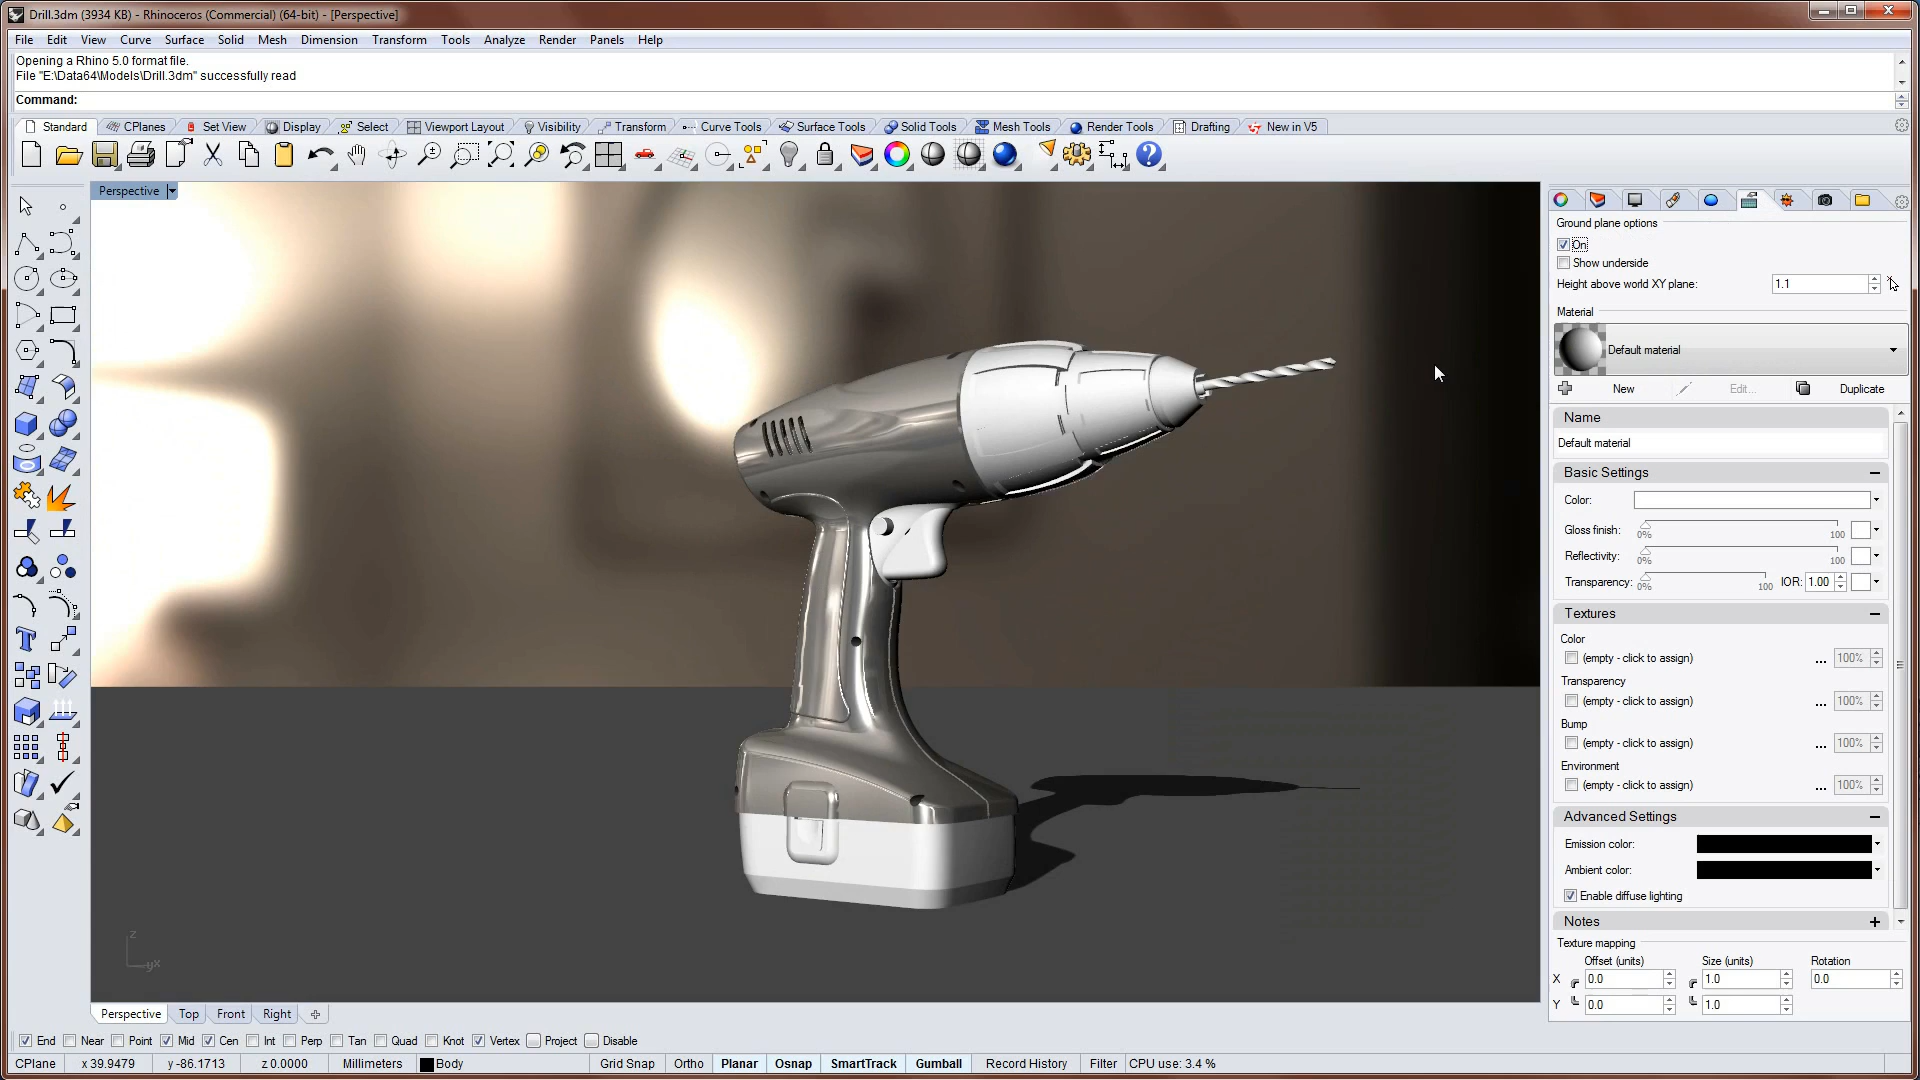 Drill.3dm (3934 KB) - Rhinoceros (Commercial) (64-bit) - [Perspective]
File Edit View Curve Surface Solid Mesh Dimension Transform Tools Analyze Render Panels Help
Opening a Rhino 5.0 format file.
File "E:\Data64\Models\Drill.3dm" successfully read
Command:
Standard CPlanes Set View Display Select Viewport Layout Visibility Transform Curve Tools Surface Tools Solid Tools Mesh Tools Render Tools Drafting New in V5
Perspective
Ground plane options
On
Show underside
Height above world XY plane: 1.1
Material
Default material
New Edit... Duplicate
Name
Default material
Basic Settings
Color:
Gloss finish: 0% 100
Reflectivity: 0% 100
Transparency: 0% 100 IOR: 1.00
Textures
Color
(empty - click to assign) ... 100%
Transparency
(empty - click to assign) ... 100%
Bump
(empty - click to assign) ... 100%
Environment
(empty - click to assign) ... 100%
Advanced Settings
Emission color:
Ambient color:
Enable diffuse lighting
Notes
Texture mapping
Offset (units) Size (units) Rotation
X 0.0 1.0 0.0
Y 0.0 1.0
z
yx
Perspective Top Front Right
End Near Point Mid Cen Int Perp Tan Quad Knot Vertex Project Disable
CPlane x 39.9479 y -86.1713 z 0.0000 Millimeters Body Grid Snap Ortho Planar Osnap SmartTrack Gumball Record History Filter CPU use: 3.4 %